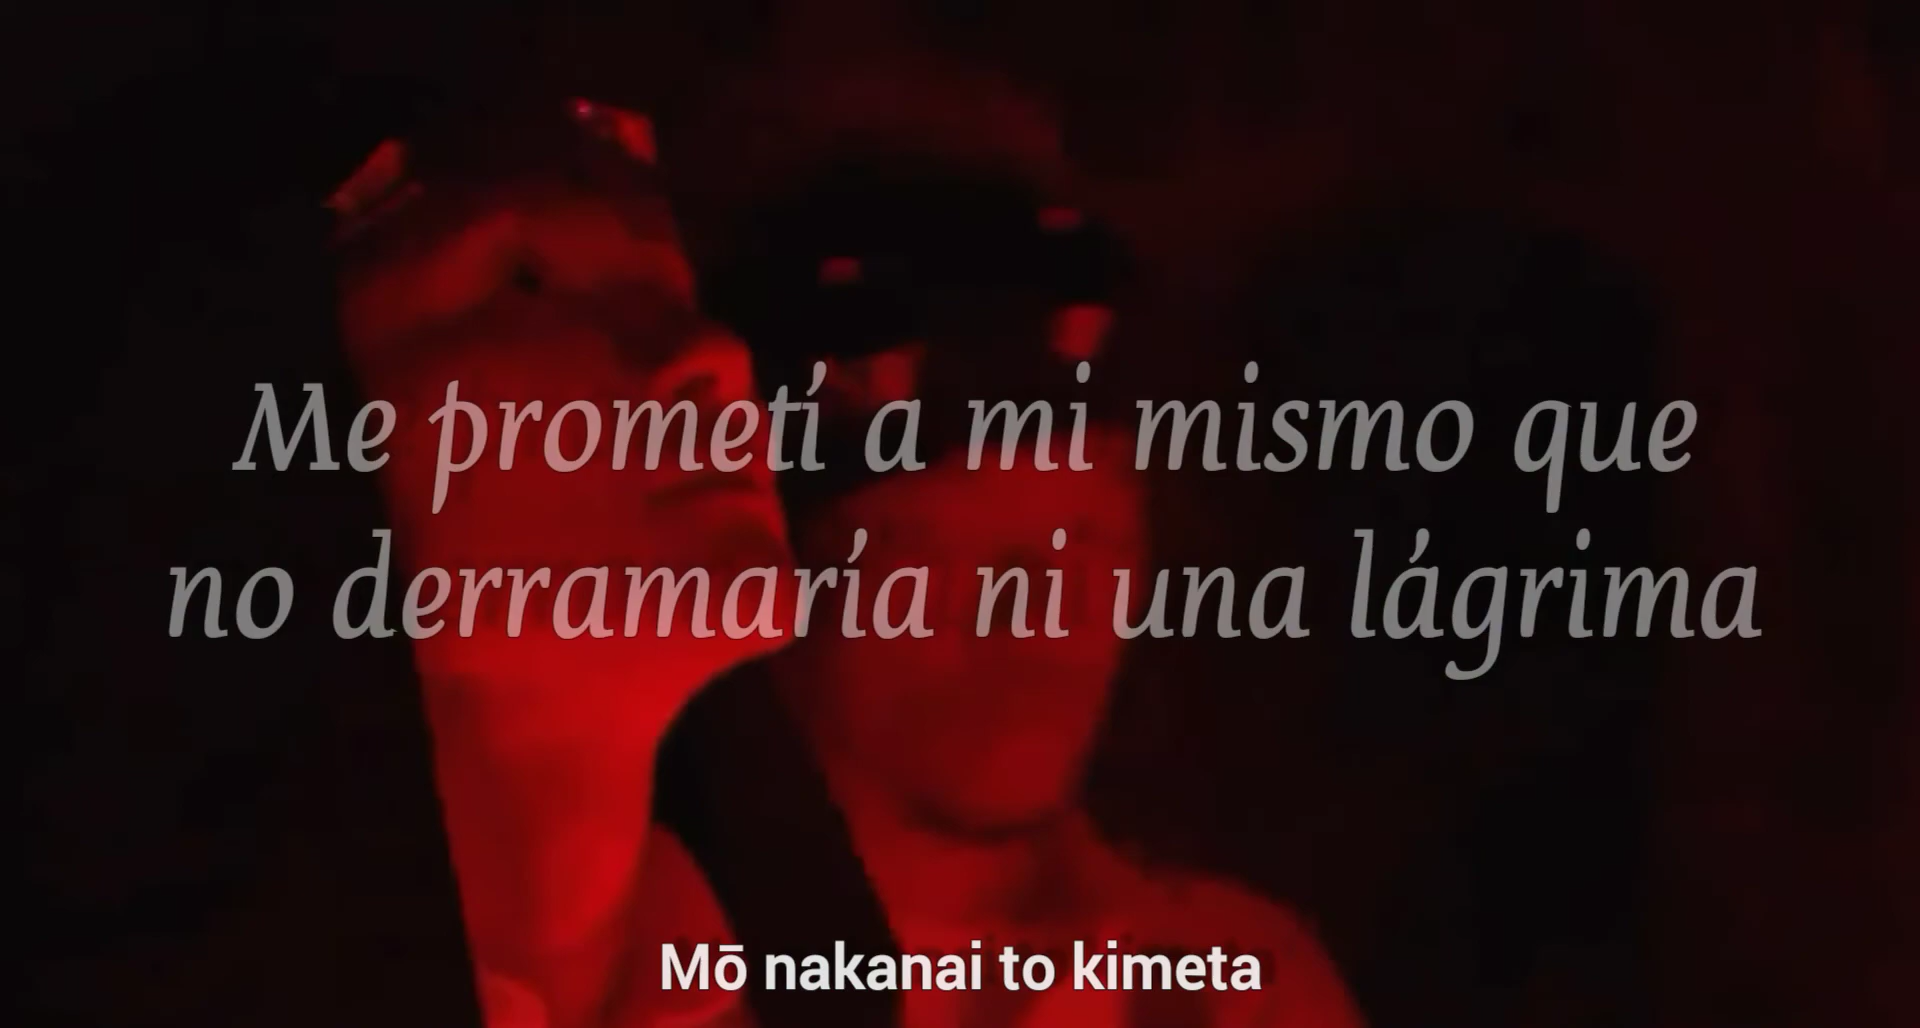 Me prometí a mi mismo que
no derramaría ni una lágrima
Mō nakanai to kimeta